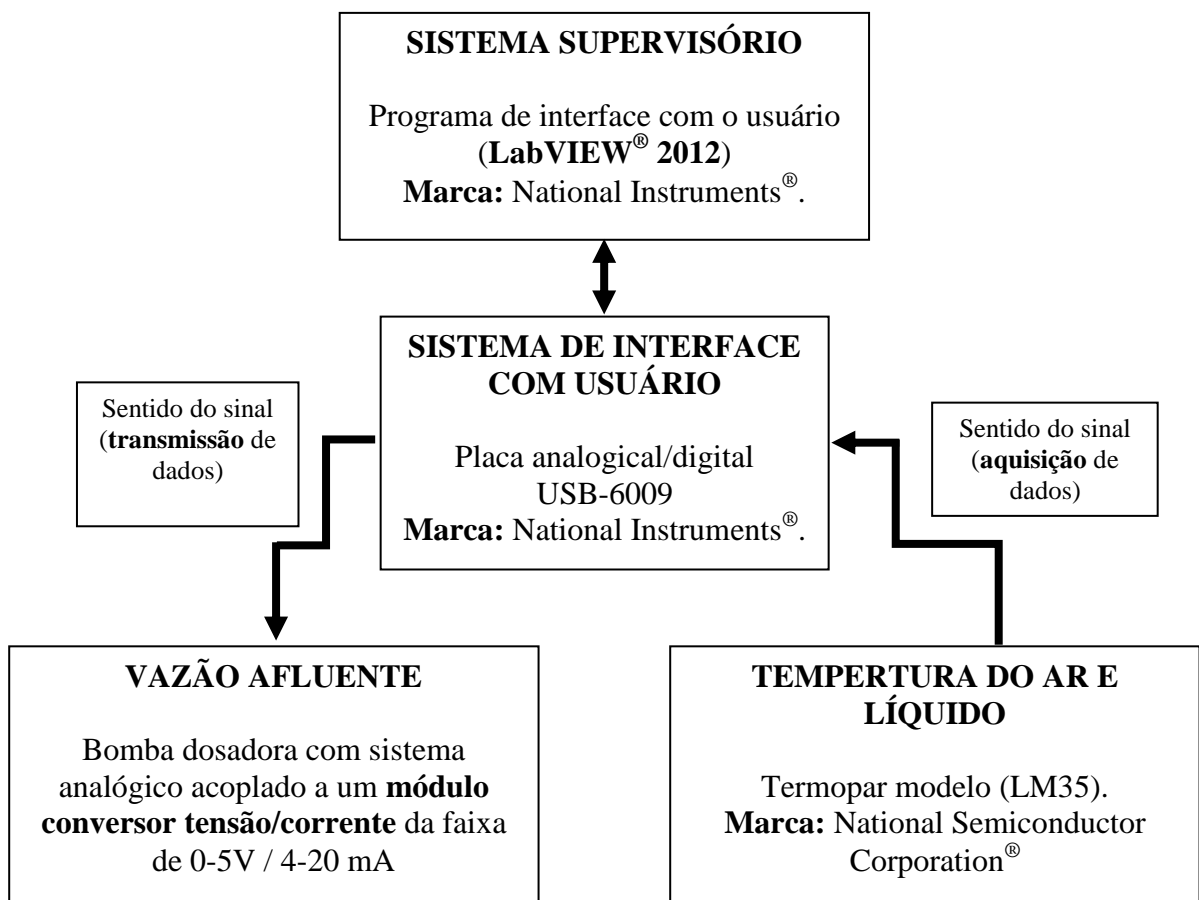 SISTEMA SUPERVISÓRIO
Programa de interface com o usuário
(LabVIEW® 2012)
Marca: National Instruments®.
SISTEMA DE INTERFACE
COM USUÁRIO
Placa analogical/digital
USB-6009
Marca: National Instruments®.
Sentido do sinal
(transmissão de
dados)
Sentido do sinal
(aquisição de
dados)
VAZÃO AFLUENTE
Bomba dosadora com sistema
analógico acoplado a um módulo
conversor tensão/corrente da faixa
de 0-5V / 4-20 mA
TEMPERTURA DO AR E
LÍQUIDO
Termopar modelo (LM35).
Marca: National Semiconductor
Corporation®